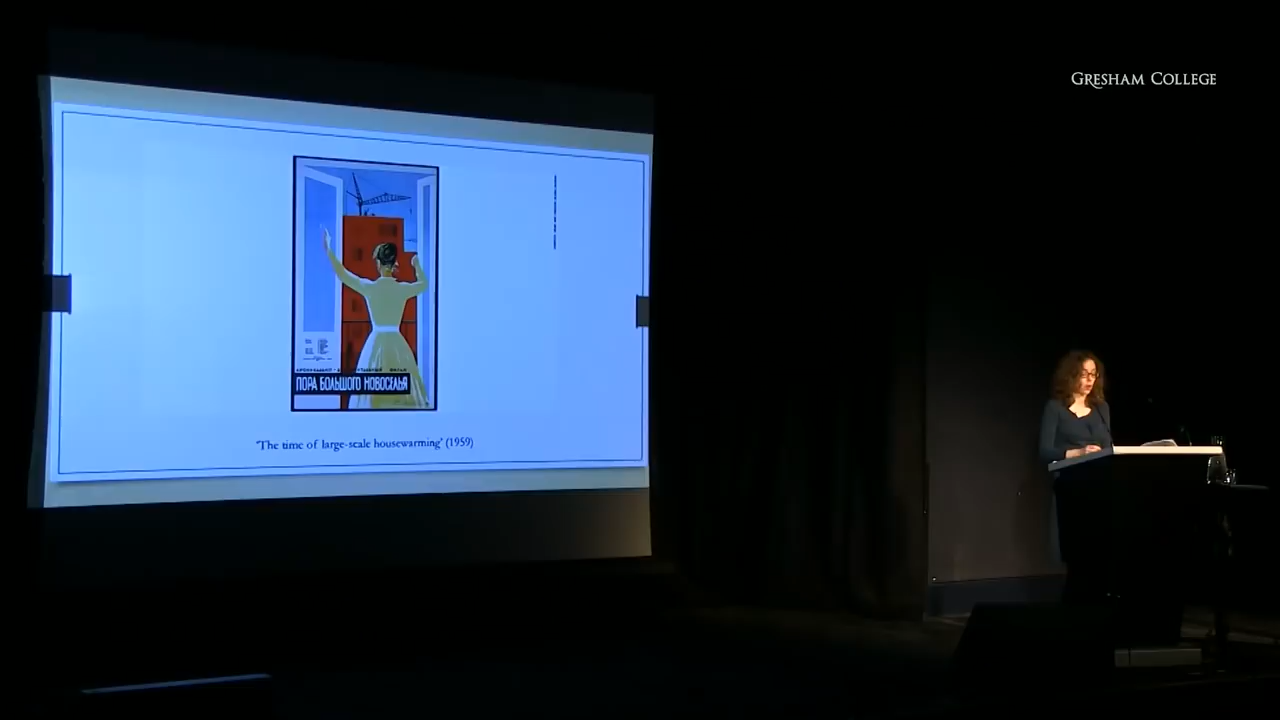 GRESHAM COLLEGE
ПОРА БОЛЬШОГО НОВОСЕЛЬЯ
'The time of large-scale housewarming' (1959)